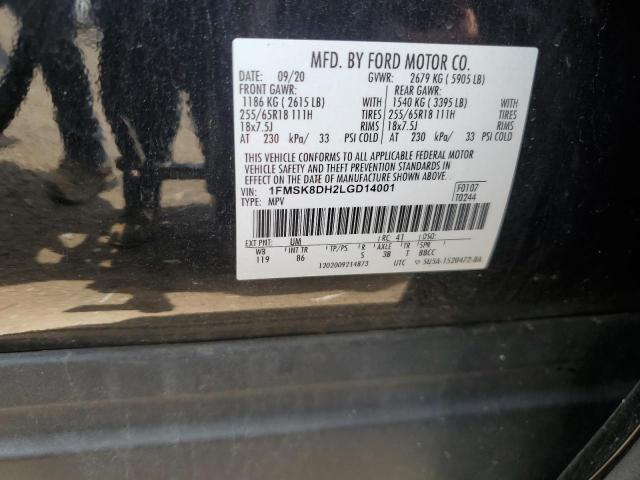 MFD. BY FORD MOTOR CO.
DATE: 09/20 GVWR: 2679 KG ( 5905 LB)
FRONT GAWR: REAR GAWR:
1186 KG ( 2615 LB) WITH 1540 KG ( 3395 LB) WITH
255/65R18 111H TIRES 255/65R18 111H TIRES
18x7.5J RIMS 18x7.5J RIMS
AT 230 kPa/ 33 PSI COLD AT 230 kPa/ 33 PSI COLD
THIS VEHICLE CONFORMS TO ALL APPLICABLE FEDERAL MOTOR
VEHICLE SAFETY AND THEFT PREVENTION STANDARDS IN
EFFECT ON THE DATE OF MANUFACTURE SHOWN ABOVE.
VIN: 1FMSK8DH2LGD14001 F0107
TYPE: MPV T0244
EXT PNT: UM RC: 41 DSO:
WB INT TR TP/PS R AXLE TR SPR
119 86 S 3B T BBCC
1202009214873 UTC